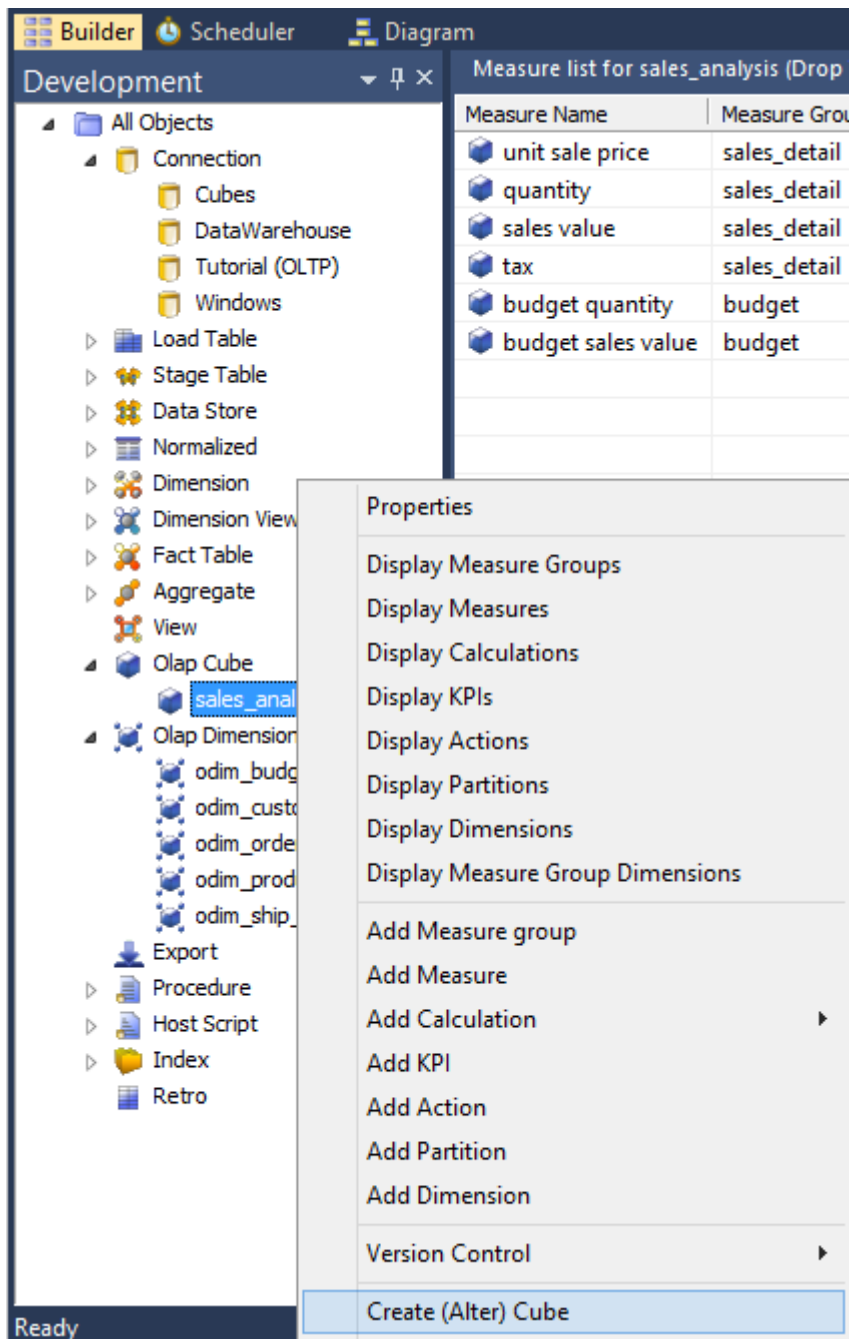 Builder Scheduler Diagram
Development
All Objects
Connection
Cubes
DataWarehouse
Tutorial (OLTP)
Windows
Load Table
Stage Table
Data Store
Normalized
Dimension
Dimension View
Fact Table
Aggregate
View
Olap Cube
sales_anal
Olap Dimension
odim_budg
odim_custo
odim_order
odim_prod
odim_ship_
Export
Procedure
Host Script
Index
Retro
Ready
Measure list for sales_analysis (Drop
Measure Name Measure Grou
unit sale price sales_detail
quantity sales_detail
sales value sales_detail
tax sales_detail
budget quantity budget
budget sales value budget
Properties
Display Measure Groups
Display Measures
Display Calculations
Display KPIs
Display Actions
Display Partitions
Display Dimensions
Display Measure Group Dimensions
Add Measure group
Add Measure
Add Calculation
Add KPI
Add Action
Add Partition
Add Dimension
Version Control
Create (Alter) Cube